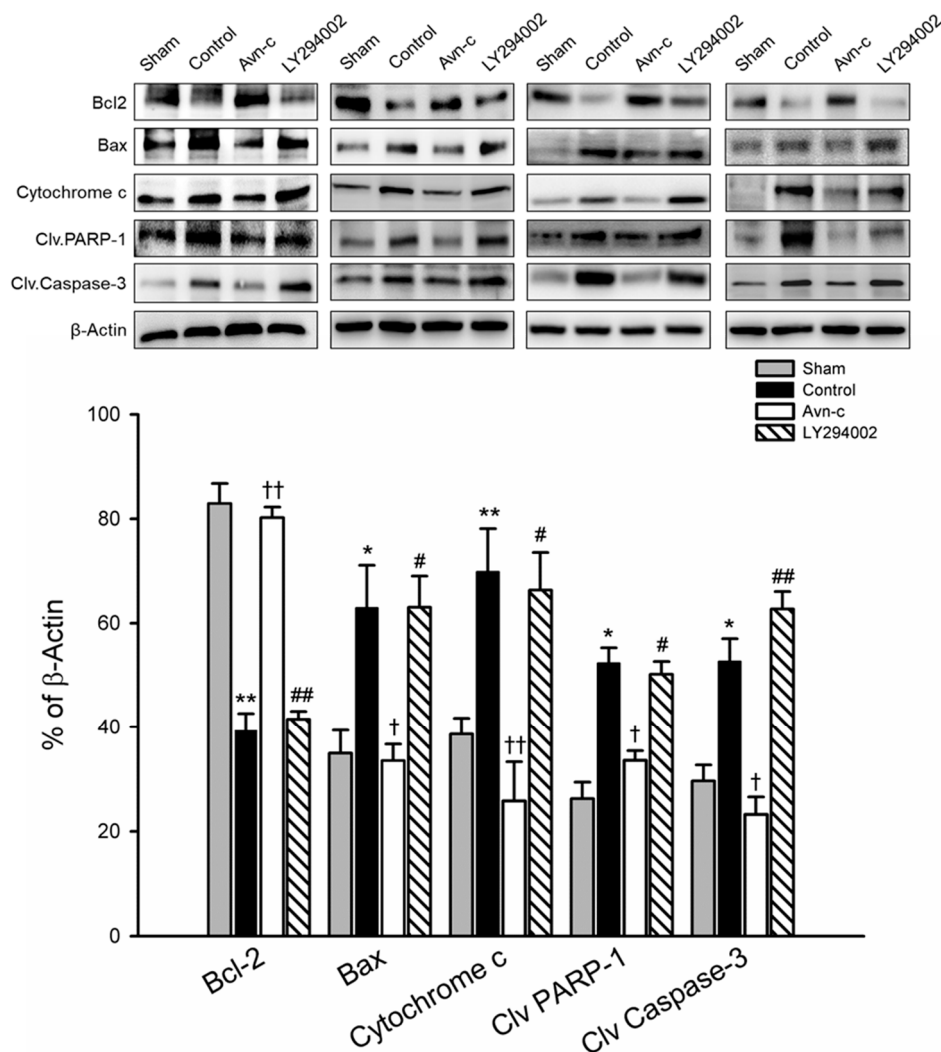 Sham Control Avn-c LY294002 Sham Control Avn-c LY294002 Sham Control Avn-c LY294002 Sham Control Avn-c LY294002
Bcl2
Bax
Cytochrome c
Clv.PARP-1
Clv.Caspase-3
β-Actin
Sham
Control
Avn-c
LY294002
% of β-Actin
100
80
60
40
20
0
††
**
##
*
#
†
**
#
††
*
#
†
*
##
†
Bcl-2
Bax
Cytochrome c
Clv PARP-1
Clv Caspase-3